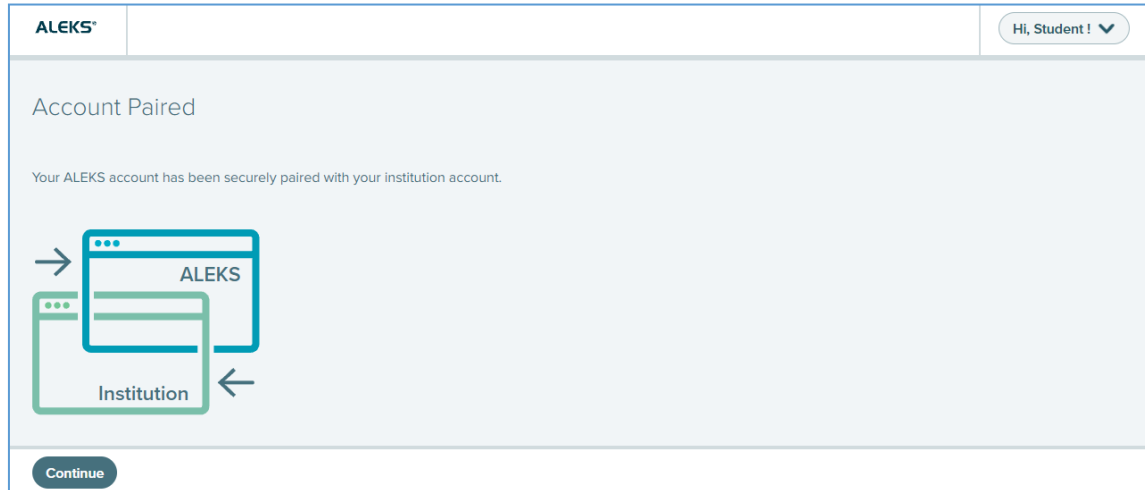 ALEKS®
Hi, Student !
Account Paired
Your ALEKS account has been securely paired with your institution account.
ALEKS
Institution
Continue